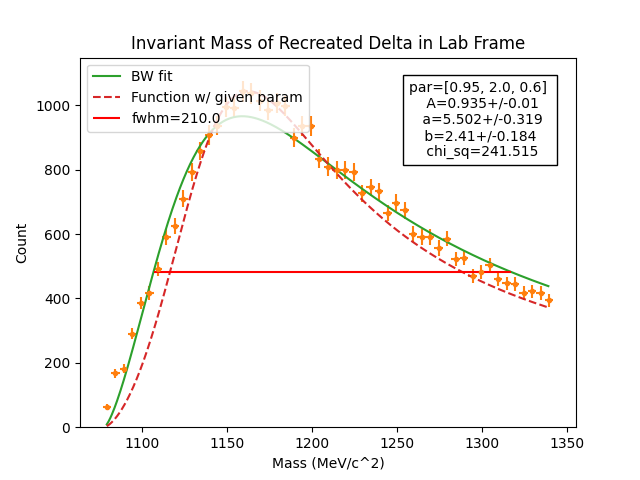 Invariant Mass of Recreated Delta in Lab Frame
BW fit
Function w/ given param
fwhm=210.0
par=[0.95, 2.0, 0.6]
A=0.935+/-0.01
a=5.502+/-0.319
b=2.41+/-0.184
chi_sq=241.515
Count
1000
800
600
400
200
0
1100
1150
1200
1250
1300
1350
Mass (MeV/c^2)